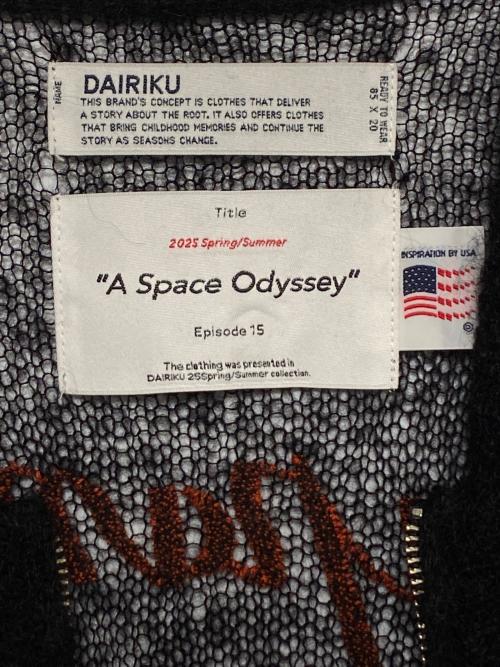 NAME
DAIRIKU
THIS BRAND'S CONCEPT IS CLOTHES THAT DELIVER
A STORY ABOUT THE ROOT. IT ALSO OFFERS CLOTHES
THAT BRING CHILDHOOD MEMORIES AND CONTINUE THE
STORY AS SEASONS CHANGE.
READY TO WEAR
85 X 20
Title
2025 Spring/Summer
"A Space Odyssey"
Episode 15
The clothing was presented in
DAIRIKU 25Spring/Summer collection.
INSPIRATION BY USA
©